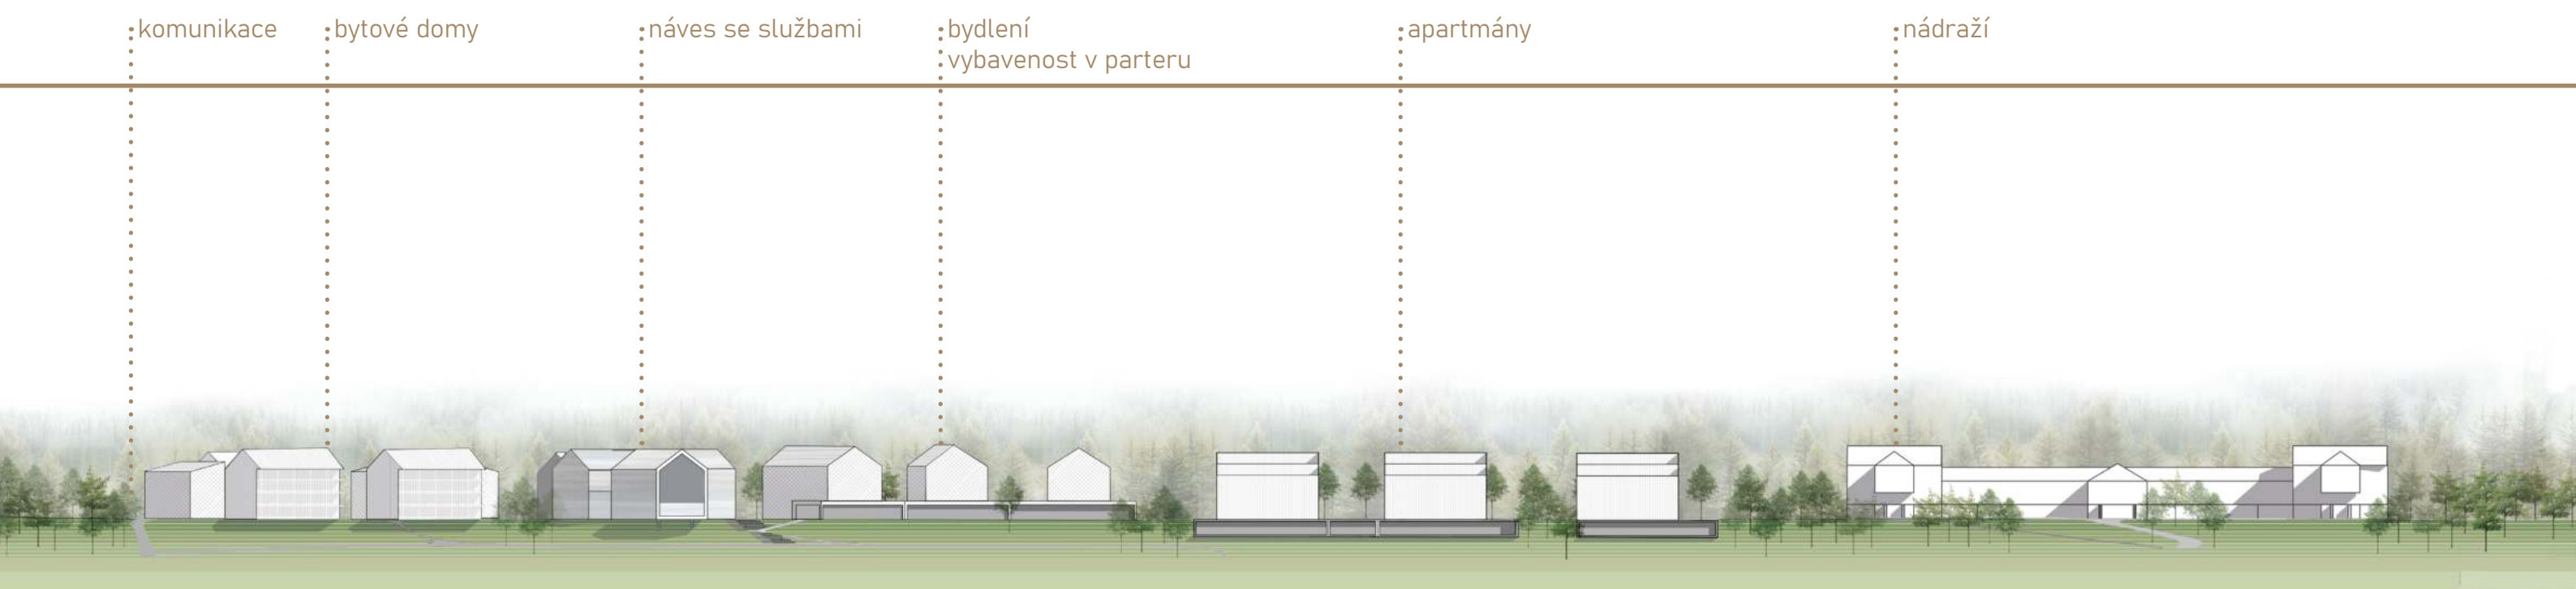 komunikace
bytové domy
náves se službami
bydlení
vybavenost v parteru
apartmány
nádraží